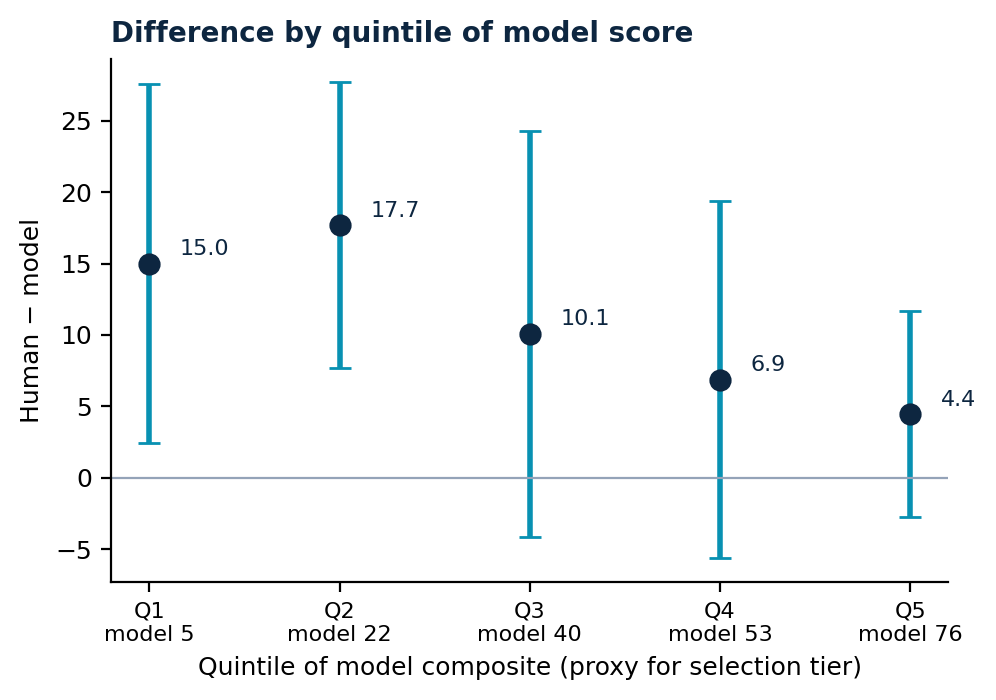 Difference by quintile of model score
Human − model
25
20
15
10
5
0
−5
15.0
17.7
10.1
6.9
4.4
Q1
model 5
Q2
model 22
Q3
model 40
Q4
model 53
Q5
model 76
Quintile of model composite (proxy for selection tier)